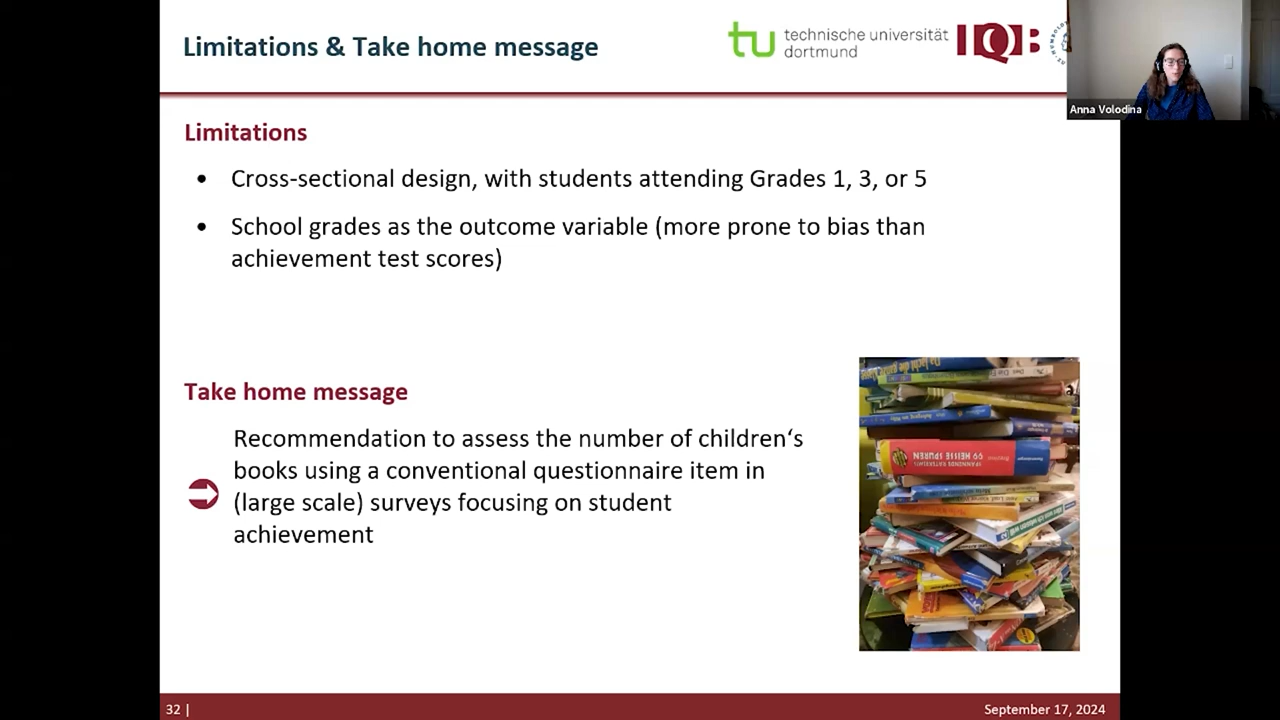 Limitations & Take home message
technische universität
dortmund
IQB
Anna Volodina
Limitations
• Cross-sectional design, with students attending Grades 1, 3, or 5
• School grades as the outcome variable (more prone to bias than
achievement test scores)
Take home message
Recommendation to assess the number of children‘s
books using a conventional questionnaire item in
(large scale) surveys focusing on student
achievement
99 HEISSE SPUREN
32 |
September 17, 2024